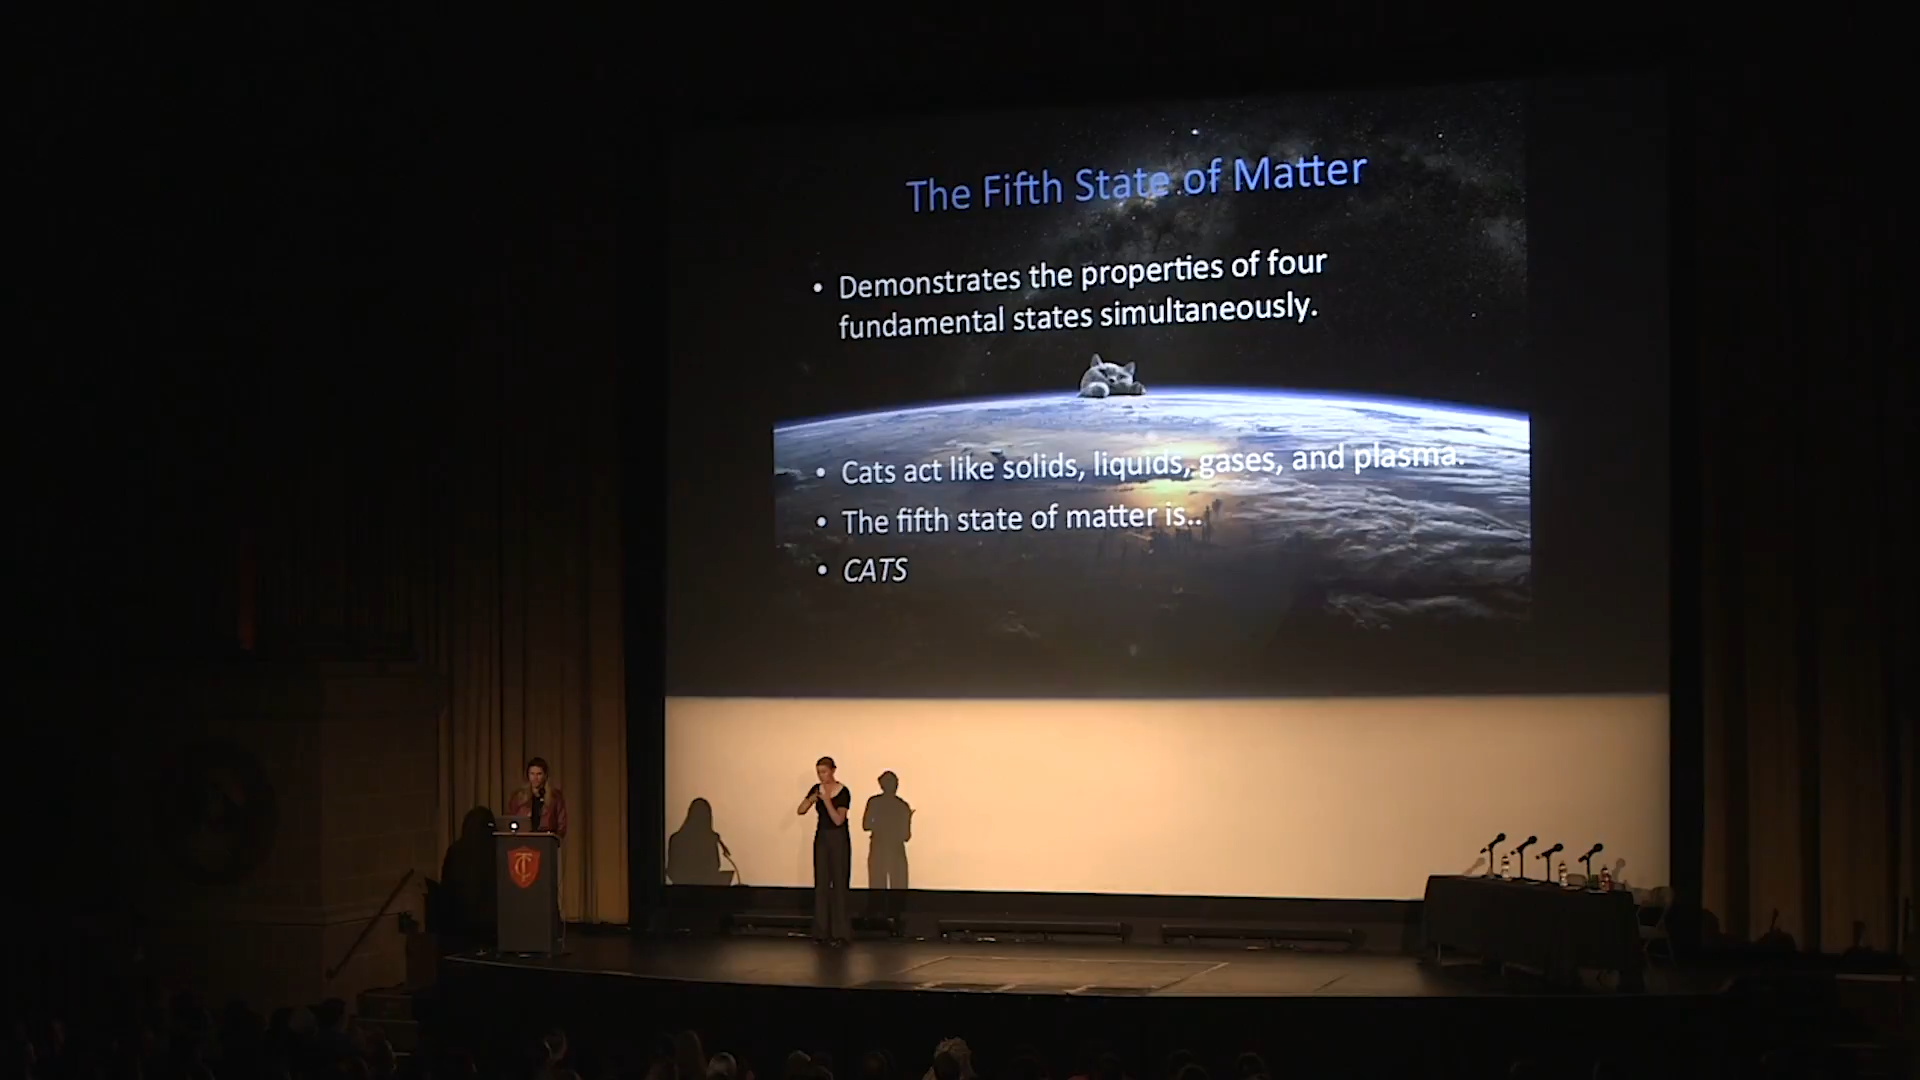 The Fifth State of Matter
• Demonstrates the properties of four
fundamental states simultaneously.
• Cats act like solids, liquids, gases, and plasma.
• The fifth state of matter is..
• CATS
TC